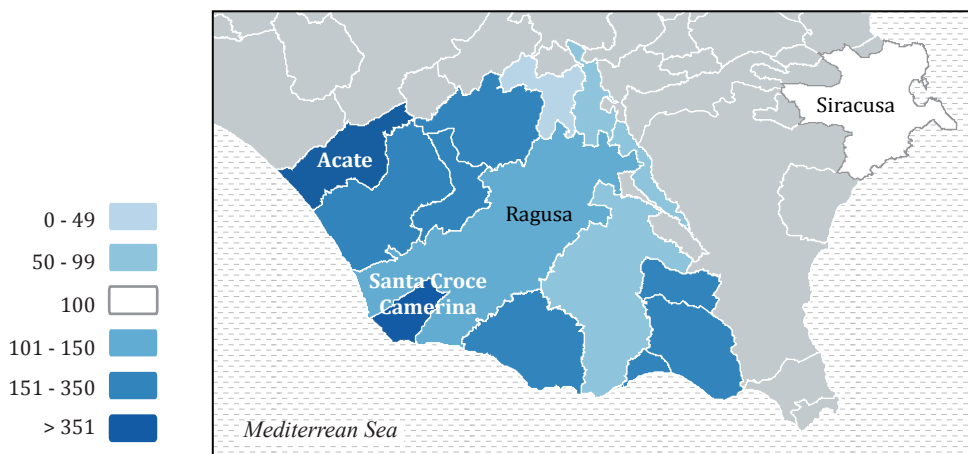 Siracusa
Acate
Ragusa
Santa Croce
Camerina
0 - 49
50 - 99
100
101 - 150
151 - 350
> 351
Mediterrean Sea